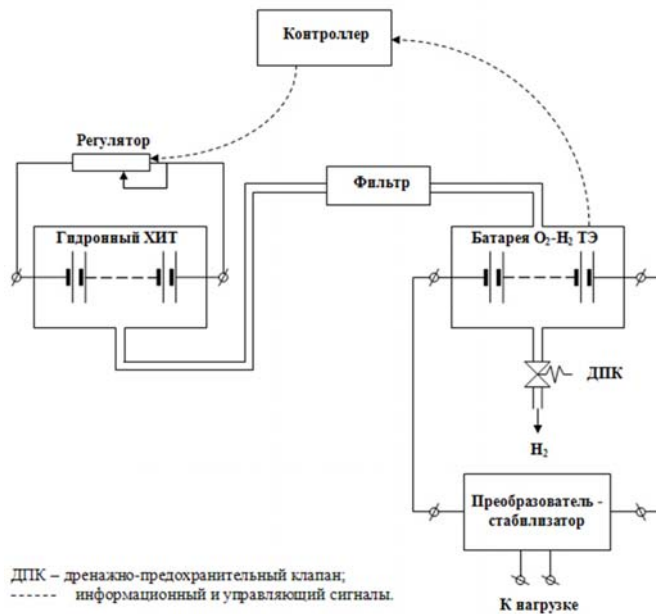 Контроллер
Регулятор
Фильтр
Гидронный ХИТ
Батарея O₂-H₂ ТЭ
ДПК
H₂
Преобразователь -
стабилизатор
ДПК – дренажно-предохранительный клапан;
------ информационный и управляющий сигналы.
К нагрузке